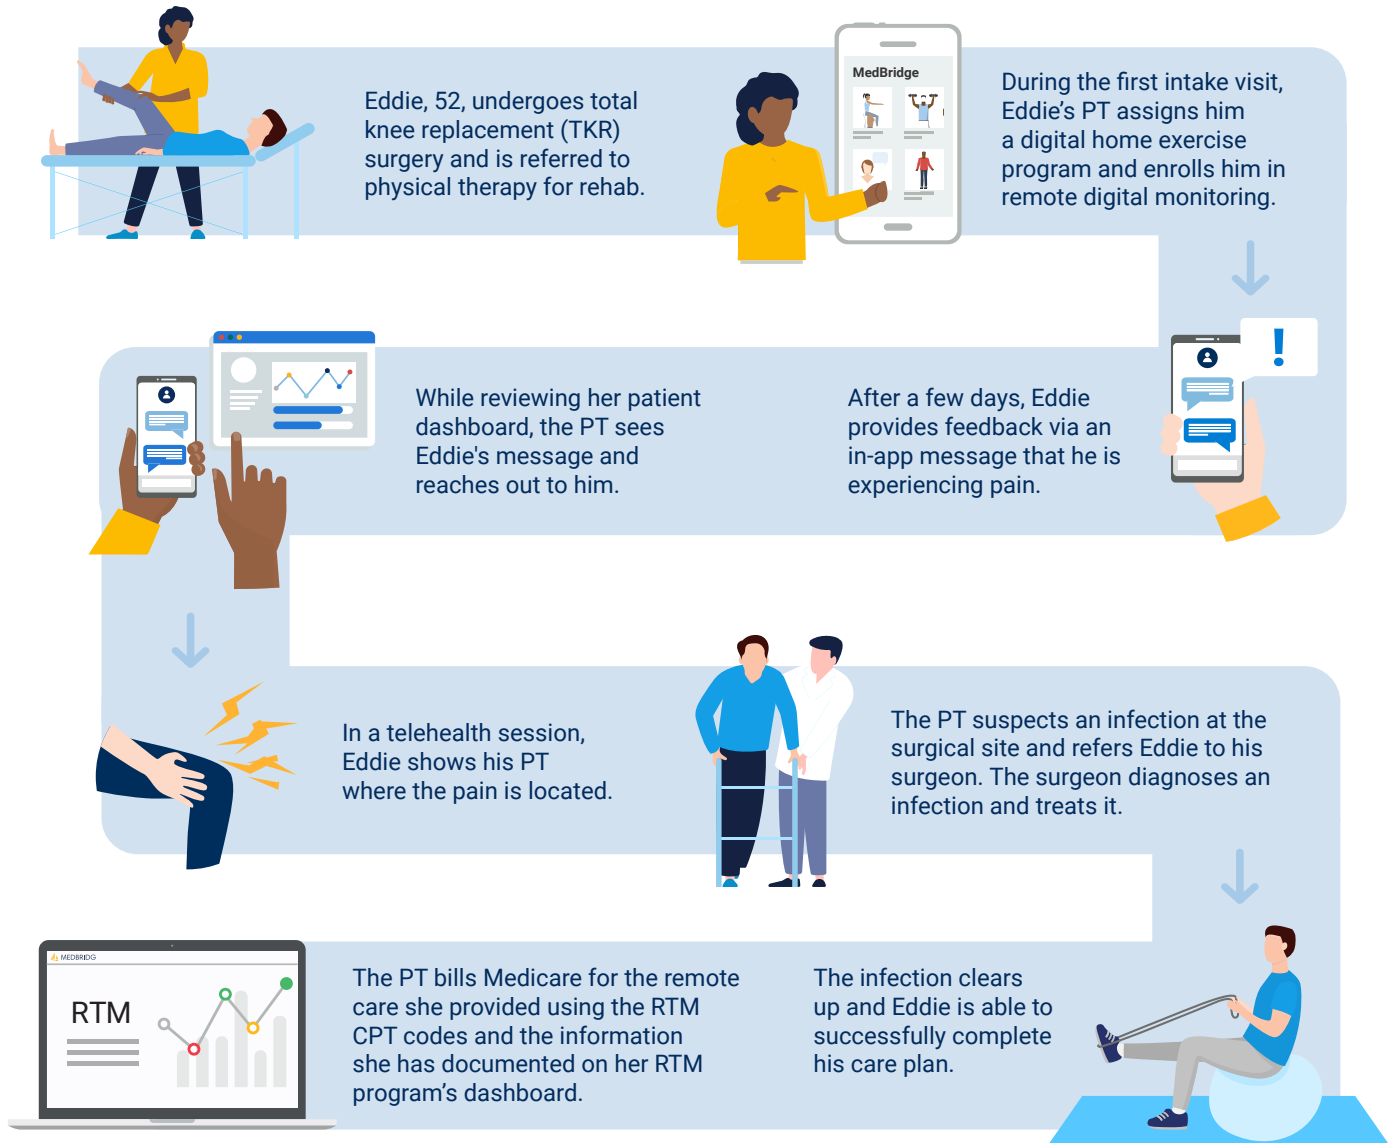 Eddie, 52, undergoes total
knee replacement (TKR)
surgery and is referred to
physical therapy for rehab.
MedBridge
During the first intake visit,
Eddie’s PT assigns him
a digital home exercise
program and enrolls him in
remote digital monitoring.
!
After a few days, Eddie
provides feedback via an
in-app message that he is
experiencing pain.
While reviewing her patient
dashboard, the PT sees
Eddie's message and
reaches out to him.
In a telehealth session,
Eddie shows his PT
where the pain is located.
The PT suspects an infection at the
surgical site and refers Eddie to his
surgeon. The surgeon diagnoses an
infection and treats it.
The infection clears
up and Eddie is able to
successfully complete
his care plan.
The PT bills Medicare for the remote
care she provided using the RTM
CPT codes and the information
she has documented on her RTM
program’s dashboard.
MEDBRIDG
RTM